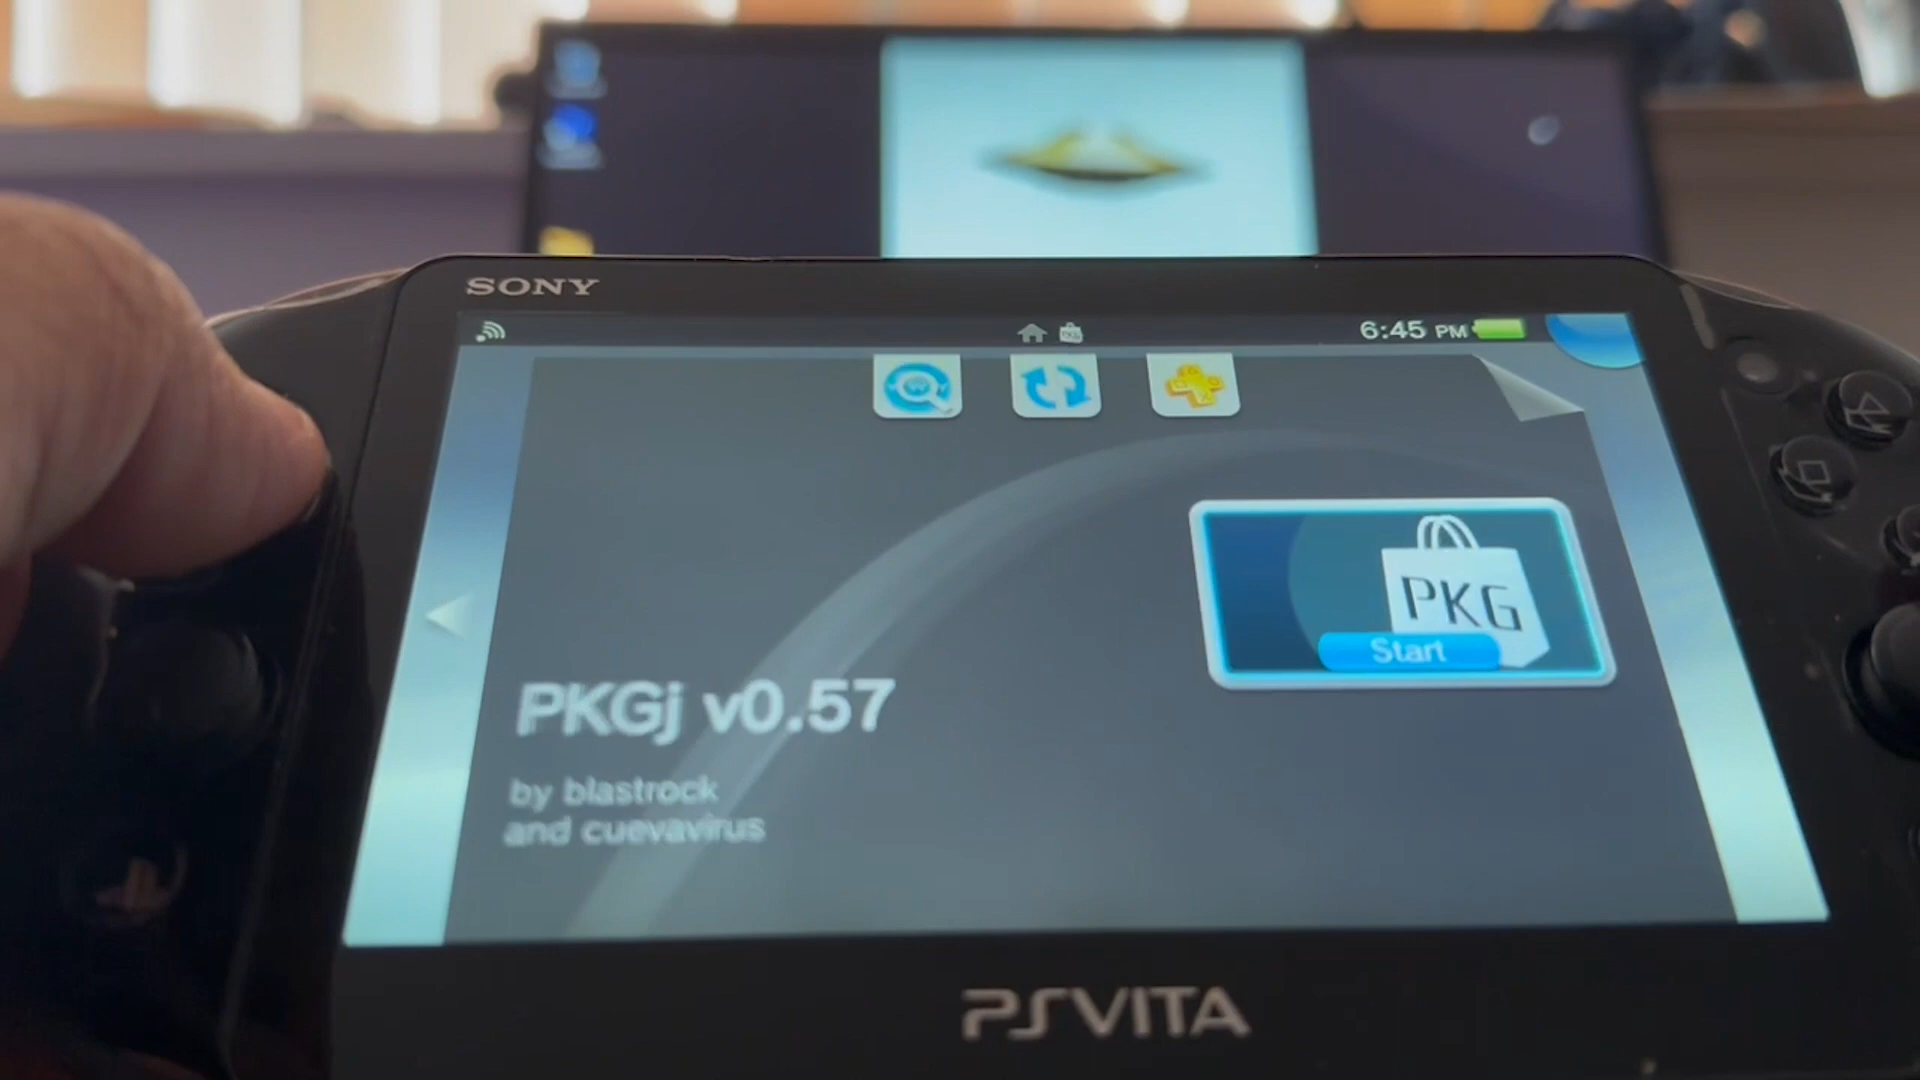 SONY
6:45 PM
PKG
Start
PKGj v0.57
by blastrock
and cuevavirus
PSVITA